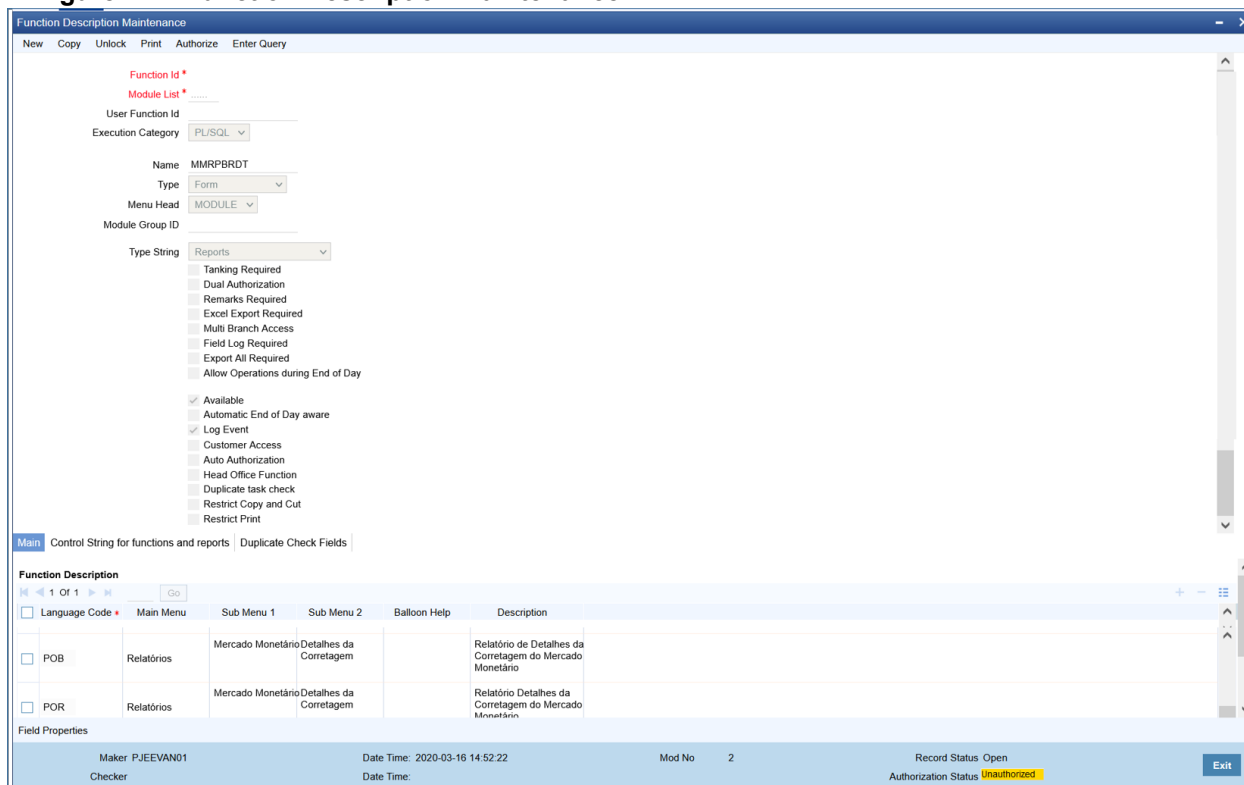 Function Description Maintenance
New Copy Unlock Print Authorize Enter Query
Function Id *
Module List * ......
User Function Id
Execution Category PL/SQL
Name MMRPBRDT
Type Form
Menu Head MODULE
Module Group ID
Type String Reports
Tanking Required
Dual Authorization
Remarks Required
Excel Export Required
Multi Branch Access
Field Log Required
Export All Required
Allow Operations during End of Day
Available
Automatic End of Day aware
Log Event
Customer Access
Auto Authorization
Head Office Function
Duplicate task check
Restrict Copy and Cut
Restrict Print
Main Control String for functions and reports Duplicate Check Fields
Function Description
1 Of 1 Go
Language Code * Main Menu Sub Menu 1 Sub Menu 2 Balloon Help Description
POB Relatórios Mercado Monetário Detalhes da Corretagem Relatório de Detalhes da
Corretagem do Mercado
Monetário
POR Relatórios Mercado Monetário Detalhes da Corretagem Relatório Detalhes da
Corretagem do Mercado
Monetário
Field Properties
Maker PJEEVAN01 Date Time: 2020-03-16 14:52:22 Mod No 2 Record Status Open
Checker Date Time: Authorization Status Unauthorized
Exit